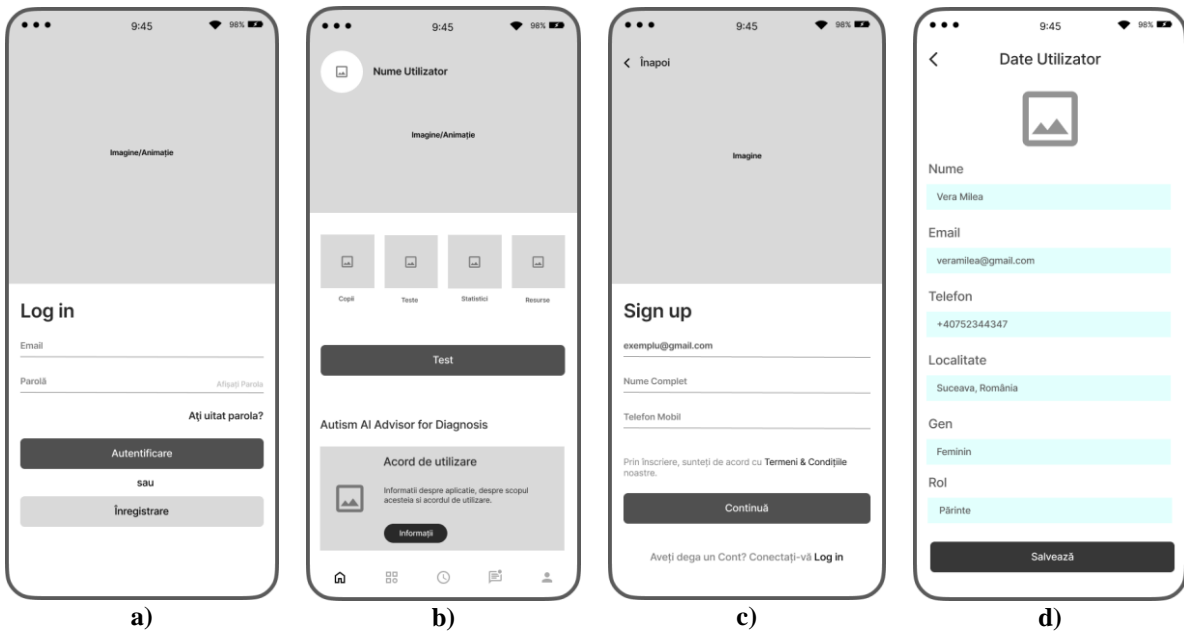 9:45
98%
Imagine/Animație
Log in
Email
Parolă
Afișați Parola
Aţi uitat parola?
Autentificare
sau
Înregistrare
a)
9:45
98%
Nume Utilizator
Imagine/Animație
Copii
Teste
Statistici
Resurse
Test
Autism AI Advisor for Diagnosis
Acord de utilizare
Informatii despre aplicatie, despre scopul
acesteia si acordul de utilizare.
Informații
b)
9:45
98%
Înapoi
Imagine
Sign up
exemplu@gmail.com
Nume Complet
Telefon Mobil
Prin înscriere, sunteți de acord cu Termeni & Condițiile
noastre.
Continuă
Aveți dega un Cont? Conectați-vă Log in
c)
9:45
98%
Date Utilizator
Nume
Vera Milea
Email
veramilea@gmail.com
Telefon
+40752344347
Localitate
Suceava, România
Gen
Feminin
Rol
Părinte
Salvează
d)